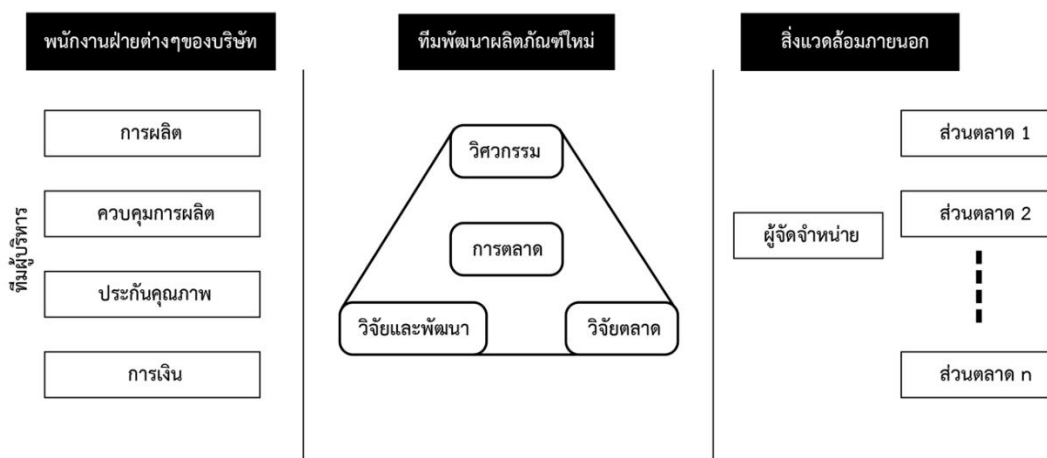 พนักงานฝ่ายต่างๆของบริษัท
ทีมพัฒนาผลิตภัณฑ์ใหม่
สิ่งแวดล้อมภายนอก
ทีมผู้บริหาร
การผลิต
ควบคุมการผลิต
ประกันคุณภาพ
การเงิน
วิศวกรรม
การตลาด
วิจัยและพัฒนา
วิจัยตลาด
ผู้จัดจำหน่าย
ส่วนตลาด 1
ส่วนตลาด 2
ส่วนตลาด n